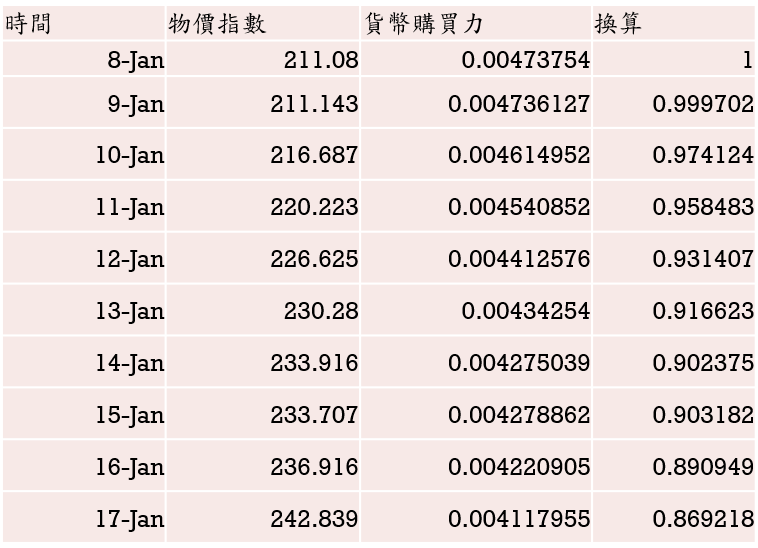 時間 物價指數 貨幣購買力 換算
8-Jan 211.08 0.00473754 1
9-Jan 211.143 0.004736127 0.999702
10-Jan 216.687 0.004614952 0.974124
11-Jan 220.223 0.004540852 0.958483
12-Jan 226.625 0.004412576 0.931407
13-Jan 230.28 0.00434254 0.916623
14-Jan 233.916 0.004275039 0.902375
15-Jan 233.707 0.004278862 0.903182
16-Jan 236.916 0.004220905 0.890949
17-Jan 242.839 0.004117955 0.869218